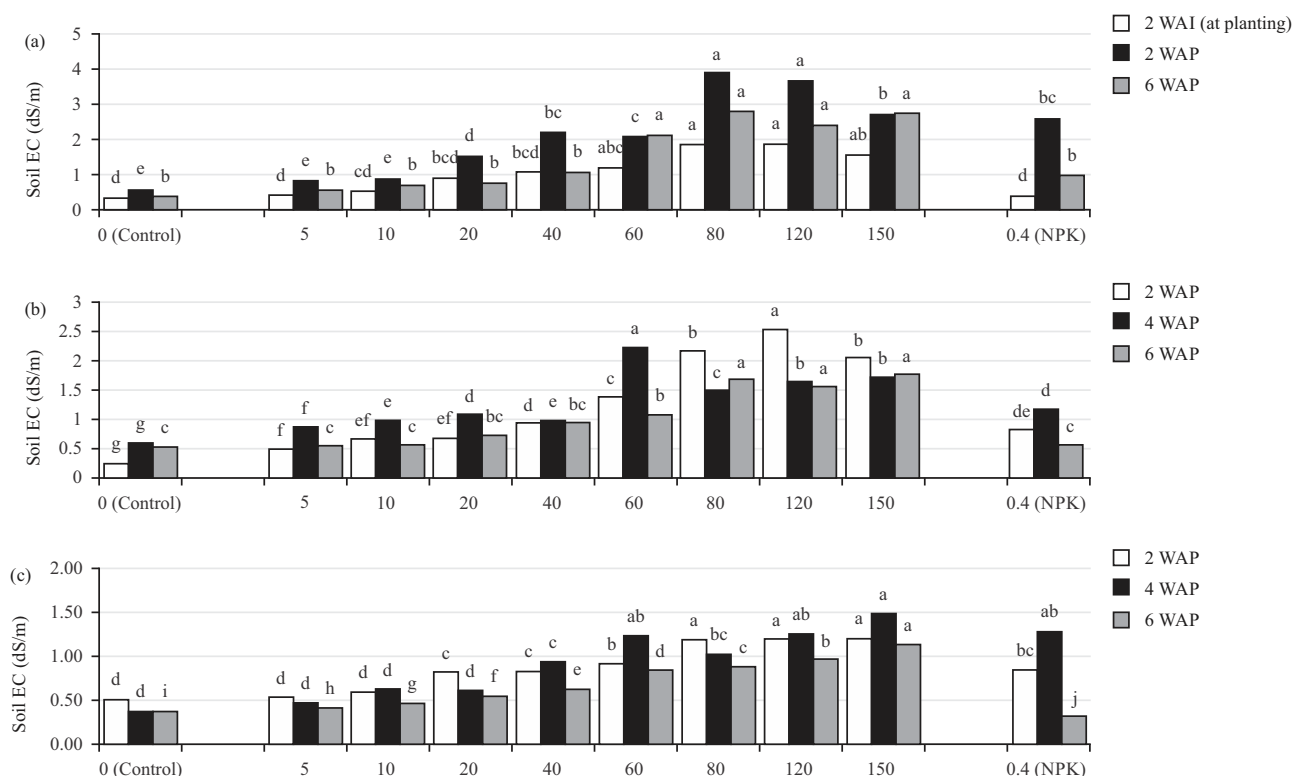 (a)
Soil EC (dS/m)
5
4
3
2
1
0
d e b
d e b
cd e b
bcd d b
bcd bc b
abc c a
a a a
a a a
ab b a
d bc b
0 (Control) 5 10 20 40 60 80 120 150 0.4 (NPK)
2 WAI (at planting)
2 WAP
6 WAP
(b)
Soil EC (dS/m)
3
2.5
2
1.5
1
0.5
0
g g c
f f c
ef e c
ef d bc
d e bc
c a b
b c a
a b a
b b a
de d c
0 (Control) 5 10 20 40 60 80 120 150 0.4 (NPK)
2 WAP
4 WAP
6 WAP
(c)
Soil EC (dS/m)
2.00
1.50
1.00
0.50
0.00
d d i
d d h
d d g
c d f
c c e
b ab d
a bc c
a ab b
a a a
bc ab j
0 (Control) 5 10 20 40 60 80 120 150 0.4 (NPK)
2 WAP
4 WAP
6 WAP